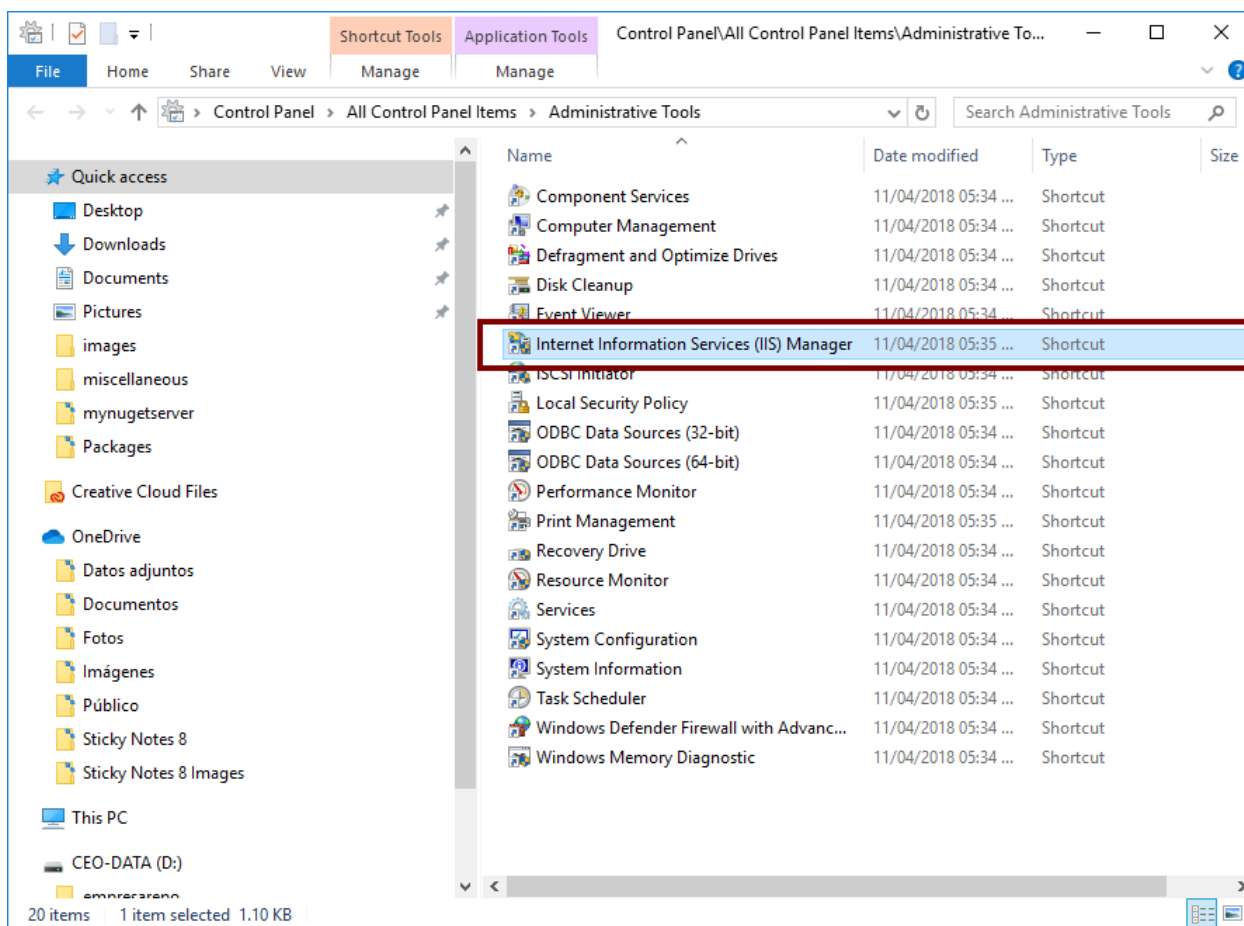 Shortcut Tools Application Tools Control Panel\All Control Panel Items\Administrative To...
File Home Share View Manage Manage
Control Panel All Control Panel Items Administrative Tools Search Administrative Tools
Name Date modified Type Size
Quick access
Desktop
Downloads
Documents
Pictures
images
miscellaneous
mynugetserver
Packages
Creative Cloud Files
OneDrive
Datos adjuntos
Documentos
Fotos
Imágenes
Público
Sticky Notes 8
Sticky Notes 8 Images
This PC
CEO-DATA (D:)
empresareno
Component Services 11/04/2018 05:34 ... Shortcut
Computer Management 11/04/2018 05:34 ... Shortcut
Defragment and Optimize Drives 11/04/2018 05:34 ... Shortcut
Disk Cleanup 11/04/2018 05:34 ... Shortcut
Event Viewer 11/04/2018 05:34 ... Shortcut
Internet Information Services (IIS) Manager 11/04/2018 05:35 ... Shortcut
iSCSI Initiator 11/04/2018 05:34 ... Shortcut
Local Security Policy 11/04/2018 05:35 ... Shortcut
ODBC Data Sources (32-bit) 11/04/2018 05:34 ... Shortcut
ODBC Data Sources (64-bit) 11/04/2018 05:34 ... Shortcut
Performance Monitor 11/04/2018 05:34 ... Shortcut
Print Management 11/04/2018 05:35 ... Shortcut
Recovery Drive 11/04/2018 05:34 ... Shortcut
Resource Monitor 11/04/2018 05:34 ... Shortcut
Services 11/04/2018 05:34 ... Shortcut
System Configuration 11/04/2018 05:34 ... Shortcut
System Information 11/04/2018 05:34 ... Shortcut
Task Scheduler 11/04/2018 05:34 ... Shortcut
Windows Defender Firewall with Advanc... 11/04/2018 05:34 ... Shortcut
Windows Memory Diagnostic 11/04/2018 05:34 ... Shortcut
20 items 1 item selected 1.10 KB